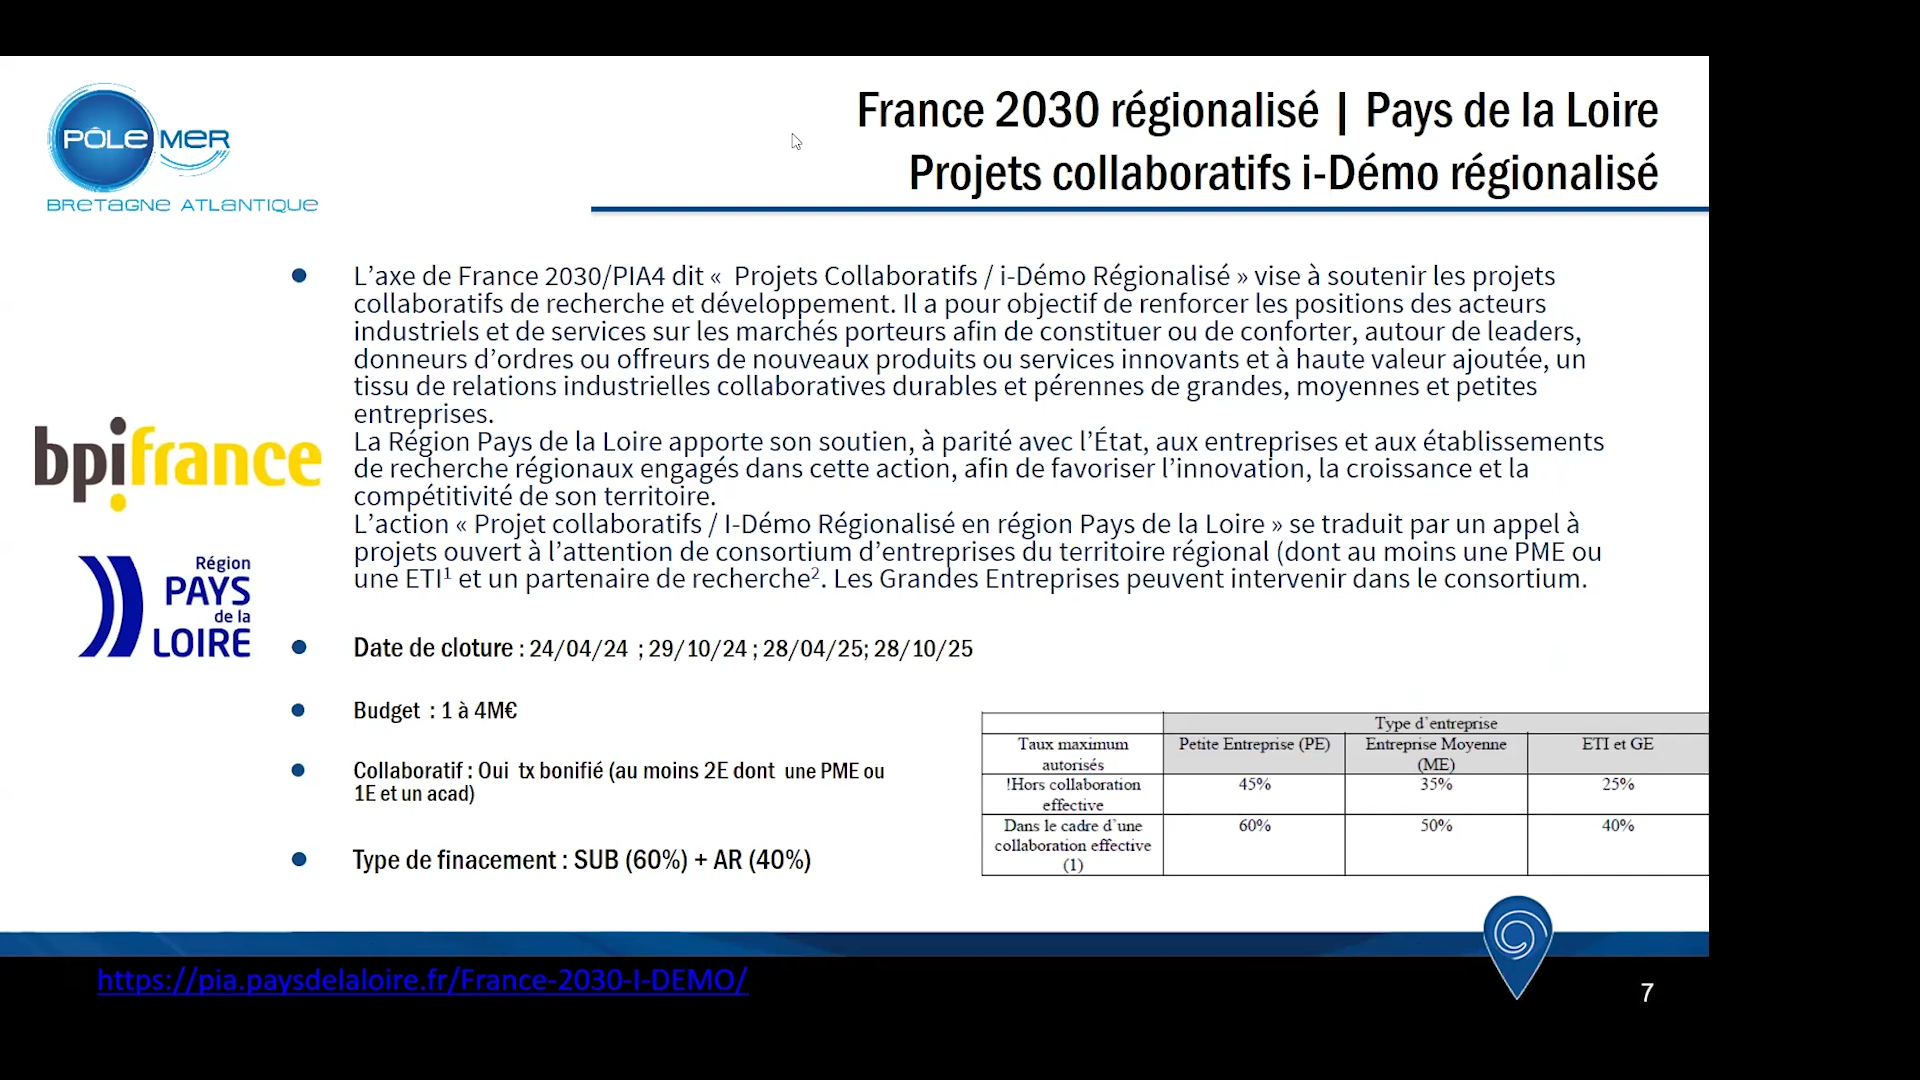 PÔLE MER
BRETAGNE ATLANTIQUE
France 2030 régionalisé | Pays de la Loire
Projets collaboratifs i-Démo régionalisé
L’axe de France 2030/PIA4 dit «  Projets Collaboratifs / i-Démo Régionalisé » vise à soutenir les projets
collaboratifs de recherche et développement. Il a pour objectif de renforcer les positions des acteurs
industriels et de services sur les marchés porteurs afin de constituer ou de conforter, autour de leaders,
donneurs d’ordres ou offreurs de nouveaux produits ou services innovants et à haute valeur ajoutée, un
tissu de relations industrielles collaboratives durables et pérennes de grandes, moyennes et petites
entreprises.
La Région Pays de la Loire apporte son soutien, à parité avec l’État, aux entreprises et aux établissements
de recherche régionaux engagés dans cette action, afin de favoriser l’innovation, la croissance et la
compétitivité de son territoire.
L’action « Projet collaboratifs / I-Démo Régionalisé en région Pays de la Loire » se traduit par un appel à
projets ouvert à l’attention de consortium d’entreprises du territoire régional (dont au moins une PME ou
une ETI¹ et un partenaire de recherche². Les Grandes Entreprises peuvent intervenir dans le consortium.
bpifrance
Région
PAYS
de la
LOIRE
Date de cloture : 24/04/24 ; 29/10/24 ; 28/04/25; 28/10/25
Budget : 1 à 4M€
Collaboratif : Oui tx bonifié (au moins 2E dont une PME ou
1E et un acad)
Type de finacement : SUB (60%) + AR (40%)
Type d’entreprise
Taux maximum
autorisés
Petite Entreprise (PE)
Entreprise Moyenne
(ME)
ETI et GE
!Hors collaboration
effective
45%
35%
25%
Dans le cadre d’une
collaboration effective
(1)
60%
50%
40%
https://pia.paysdelaloire.fr/France-2030-I-DEMO/
7